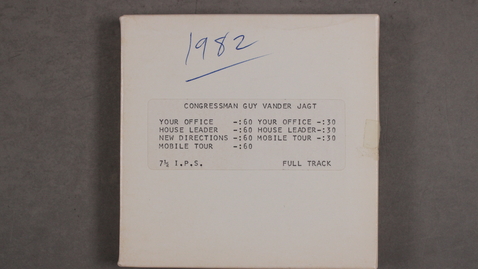 1982
CONGRESSMAN GUY VANDER JAGT
YOUR OFFICE -:60 YOUR OFFICE -:30
HOUSE LEADER -:60 HOUSE LEADER-:30
NEW DIRECTIONS -:60 MOBILE TOUR -:30
MOBILE TOUR -:60
7½ I.P.S. FULL TRACK